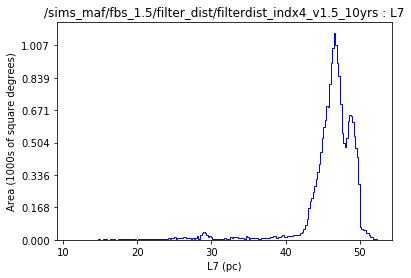 /sims_maf/fbs_1.5/filter_dist/filterdist_indx4_v1.5_10yrs : L7
1.007
0.839
0.671
0.504
0.336
0.168
0.000
Area (1000s of square degrees)
10 20 30 40 50
L7 (pc)